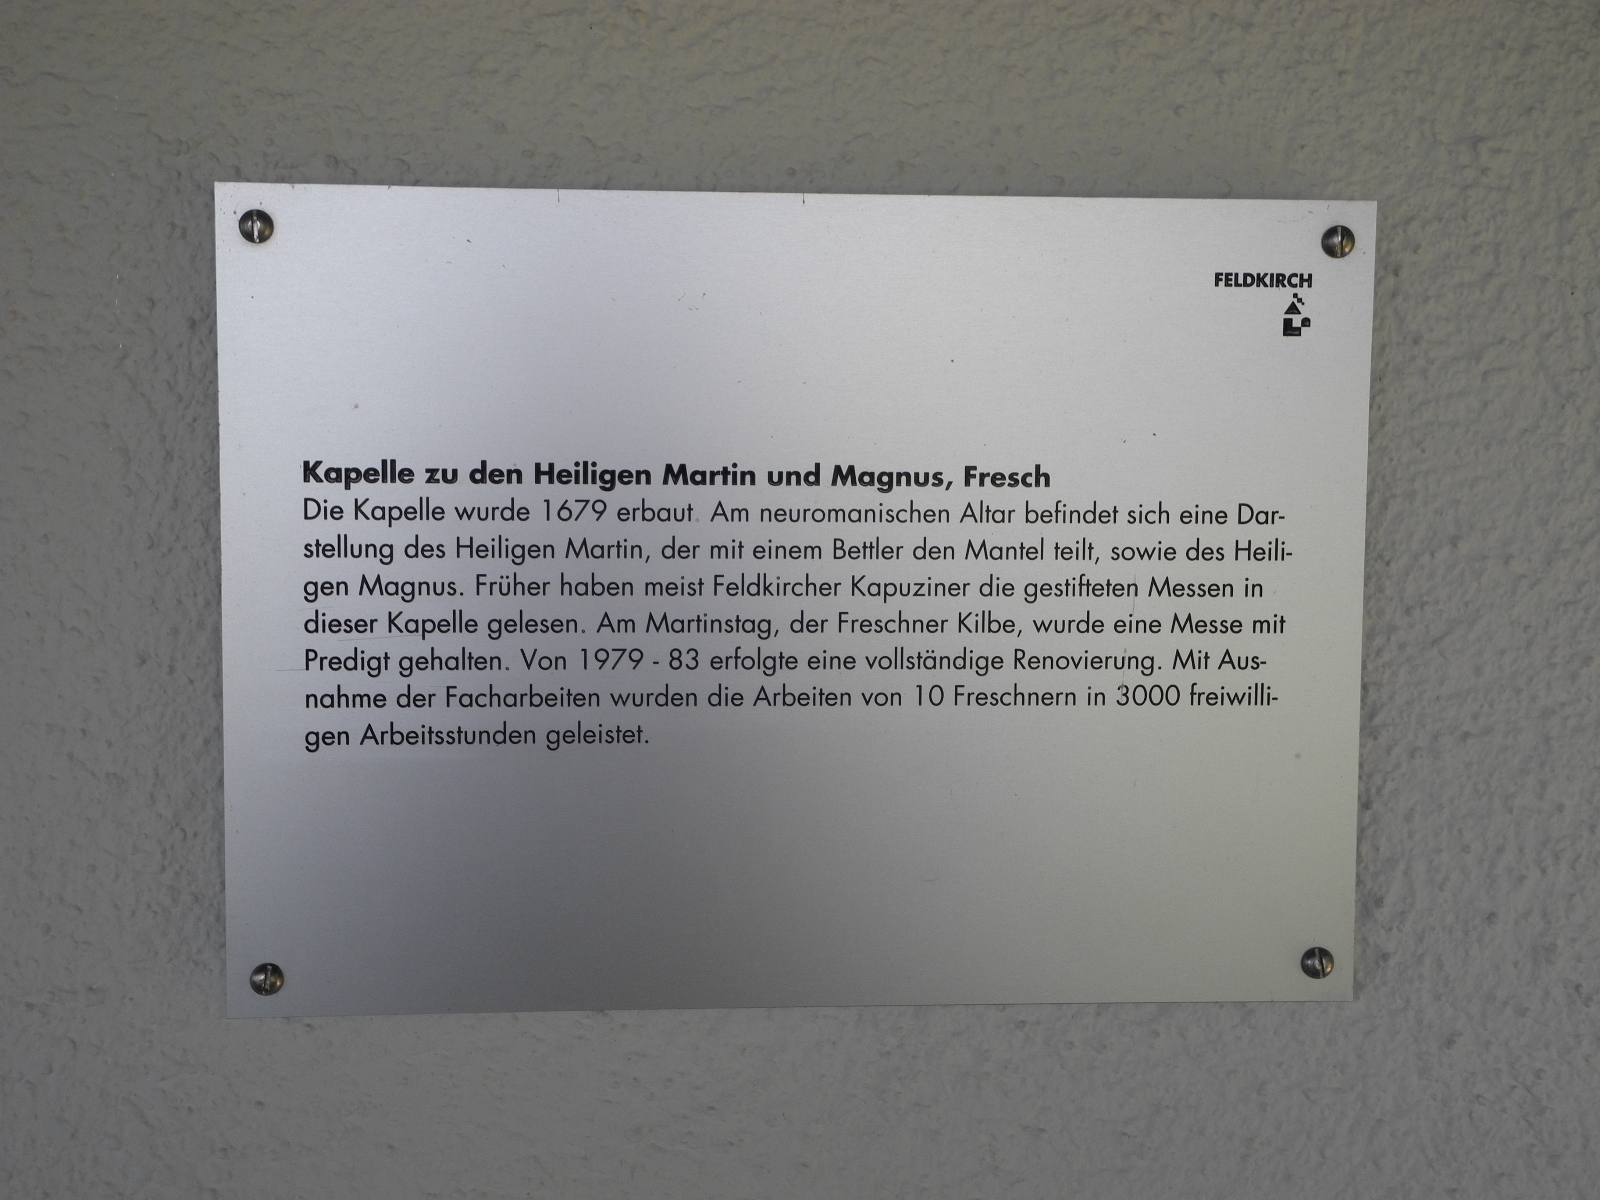 FELDKIRCH
Kapelle zu den Heiligen Martin und Magnus, Fresch
Die Kapelle wurde 1679 erbaut. Am neuromanischen Altar befindet sich eine Dar-
stellung des Heiligen Martin, der mit einem Bettler den Mantel teilt, sowie des Heili-
gen Magnus. Früher haben meist Feldkircher Kapuziner die gestifteten Messen in
dieser Kapelle gelesen. Am Martinstag, der Freschner Kilbe, wurde eine Messe mit
Predigt gehalten. Von 1979 - 83 erfolgte eine vollständige Renovierung. Mit Aus-
nahme der Facharbeiten wurden die Arbeiten von 10 Freschnern in 3000 freiwilli-
gen Arbeitsstunden geleistet.